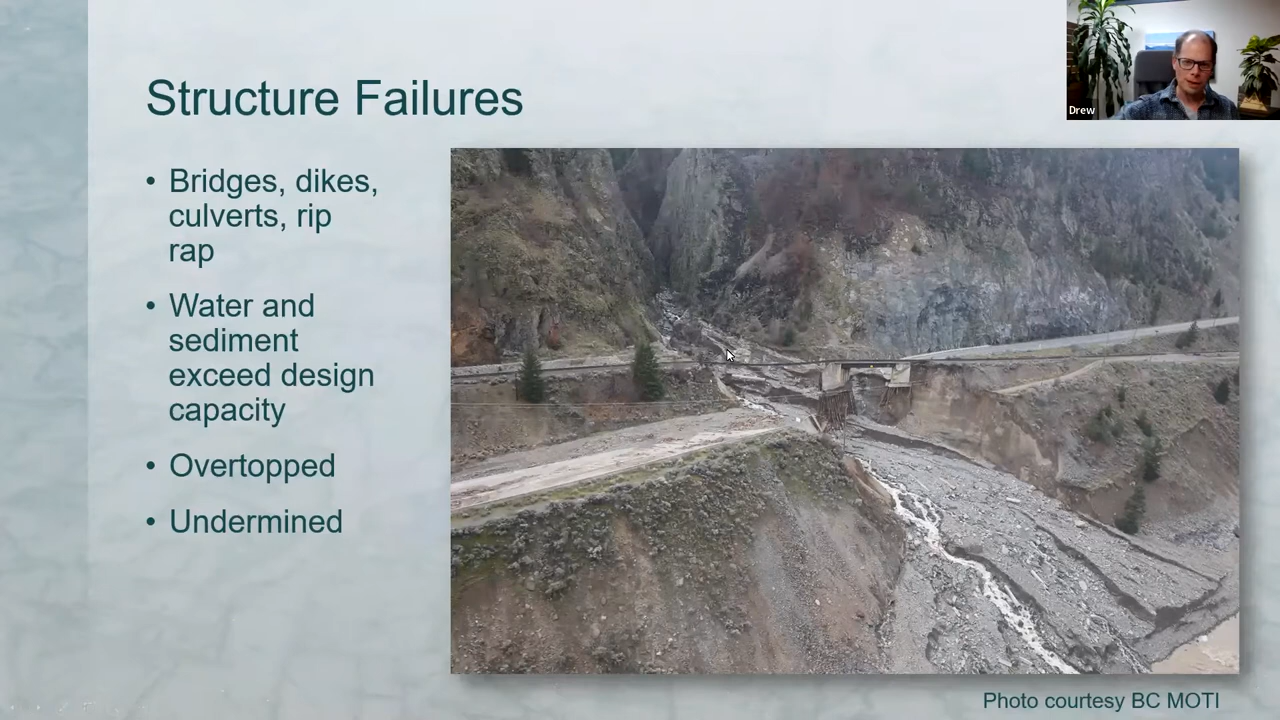 Structure Failures
• Bridges, dikes,
culverts, rip
rap
• Water and
sediment
exceed design
capacity
• Overtopped
• Undermined
Photo courtesy BC MOTI
Drew